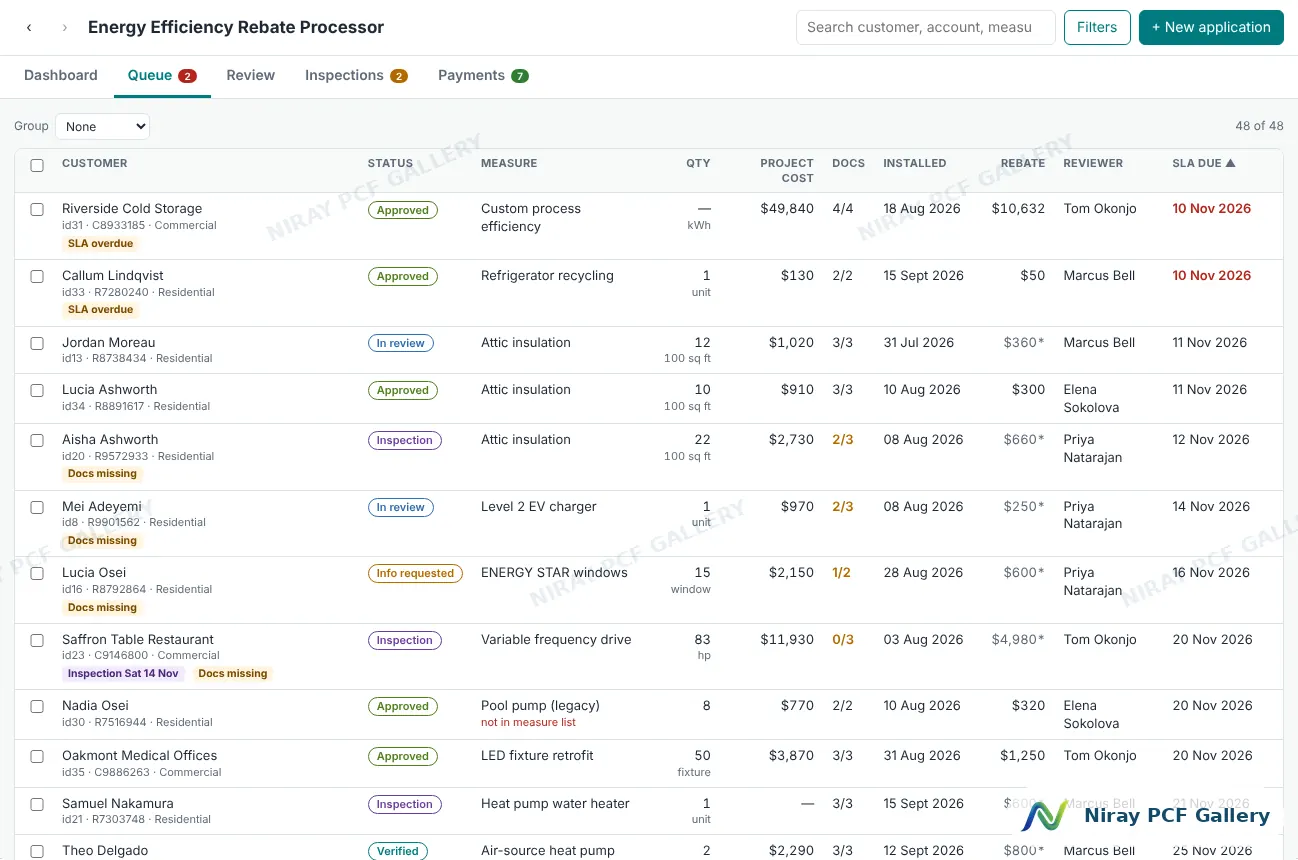 ‹ › Energy Efficiency Rebate Processor Search customer, account, measu Filters + New application
Dashboard Queue 2 Review Inspections 2 Payments 7
Group None 48 of 48
CUSTOMER STATUS MEASURE QTY PROJECT COST DOCS INSTALLED REBATE REVIEWER SLA DUE ▲
Riverside Cold Storage Approved Custom process efficiency — $49,840 4/4 18 Aug 2026 $10,632 Tom Okonjo 10 Nov 2026
id31 · C8933185 · Commercial kWh
SLA overdue
Callum Lindqvist Approved Refrigerator recycling 1 $130 2/2 15 Sept 2026 $50 Marcus Bell 10 Nov 2026
id33 · R7280240 · Residential unit
SLA overdue
Jordan Moreau In review Attic insulation 12 $1,020 3/3 31 Jul 2026 $360* Marcus Bell 11 Nov 2026
id13 · R8738434 · Residential 100 sq ft
Lucia Ashworth Approved Attic insulation 10 $910 3/3 10 Aug 2026 $300 Elena Sokolova 11 Nov 2026
id34 · R8891617 · Residential 100 sq ft
Aisha Ashworth Inspection Attic insulation 22 $2,730 2/3 08 Aug 2026 $660* Priya Natarajan 12 Nov 2026
id20 · R9572933 · Residential 100 sq ft
Docs missing
Mei Adeyemi In review Level 2 EV charger 1 $970 2/3 08 Aug 2026 $250* Priya Natarajan 14 Nov 2026
id8 · R9901562 · Residential unit
Docs missing
Lucia Osei Info requested ENERGY STAR windows 15 $2,150 1/2 28 Aug 2026 $600* Priya Natarajan 16 Nov 2026
id16 · R8792864 · Residential window
Docs missing
Saffron Table Restaurant Inspection Variable frequency drive 83 $11,930 0/3 03 Aug 2026 $4,980* Tom Okonjo 20 Nov 2026
id23 · C9146800 · Commercial hp
Inspection Sat 14 Nov Docs missing
Nadia Osei Approved Pool pump (legacy) 8 $770 2/2 10 Aug 2026 $320 Elena Sokolova 20 Nov 2026
id30 · R7516944 · Residential not in measure list
Oakmont Medical Offices Approved LED fixture retrofit 50 $3,870 3/3 31 Aug 2026 $1,250 Tom Okonjo 20 Nov 2026
id35 · C9886263 · Commercial fixture
Samuel Nakamura Inspection Heat pump water heater 1 — 3/3 15 Sept 2026 $600* Marcus Bell 21 Nov 2026
id21 · R7303748 · Residential unit
Theo Delgado Verified Air-source heat pump 2 $2,290 3/3 12 Sept 2026 $800* Marcus Bell 25 Nov 2026
NIRAY PCF GALLERY
Niray PCF Gallery